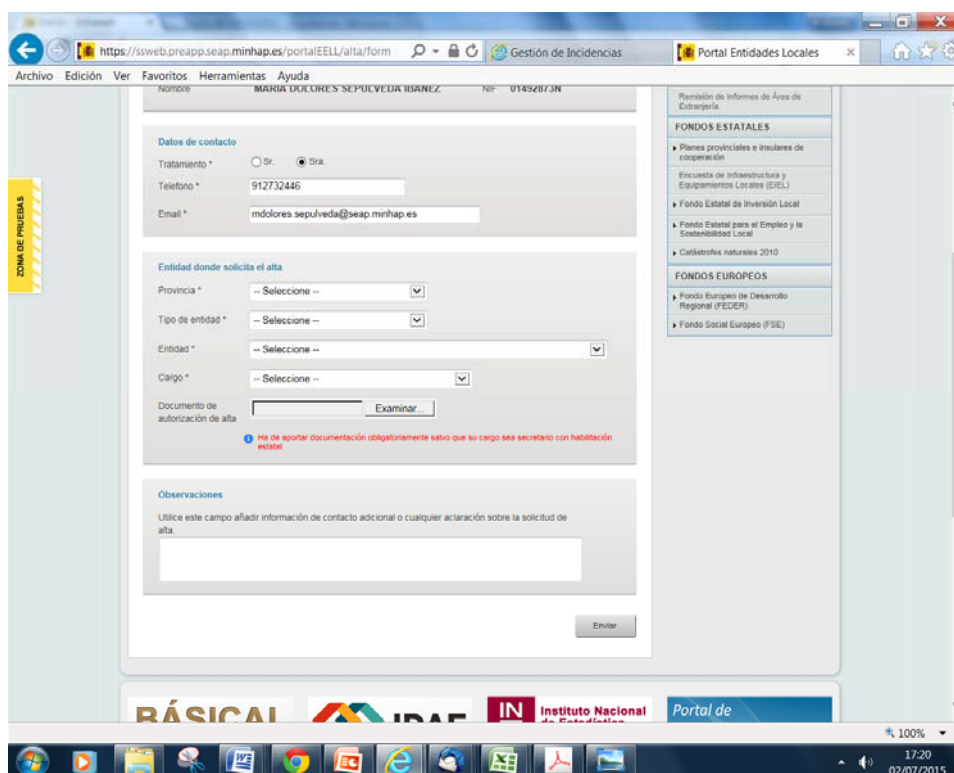 https://ssweb.preapp.seap.minhap.es/portalEELL/alta/form
Gestión de Incidencias
Portal Entidades Locales
Archivo Edición Ver Favoritos Herramientas Ayuda
Nombre MARIA DOLORES SEPULVEDA IBAÑEZ NIF 01492873N
Datos de contacto
Tratamiento * Sr. Sra.
Telefono * 912732446
Email * mdolores.sepulveda@seap.minhap.es
ZONA DE PRUEBAS
Entidad donde solicita el alta
Provincia * -- Seleccione --
Tipo de entidad * -- Seleccione --
Entidad * -- Seleccione --
Cargo * -- Seleccione --
Documento de
autorización de alta
Examinar...
Ha de aportar documentación obligatoriamente salvo que su cargo sea secretario con habilitación
estatal
Observaciones
Utilice este campo añadir información de contacto adicional o cualquier aclaración sobre la solicitud de
alta.
Enviar
Remisión de Informes de Área de
Extranjería
FONDOS ESTATALES
Planes provinciales e insulares de
cooperación
Encuesta de Infraestructura y
Equipamientos Locales (EIEL)
Fondo Estatal de Inversión Local
Fondo Estatal para el Empleo y la
Sostenibilidad Local
Catástrofes naturales 2010
FONDOS EUROPEOS
Fondo Europeo de Desarrollo
Regional (FEDER)
Fondo Social Europeo (FSE)
BÁSICAL
IDAE
IN
Instituto Nacional
de Estadística
Portal de
100%
17:20
02/07/2015